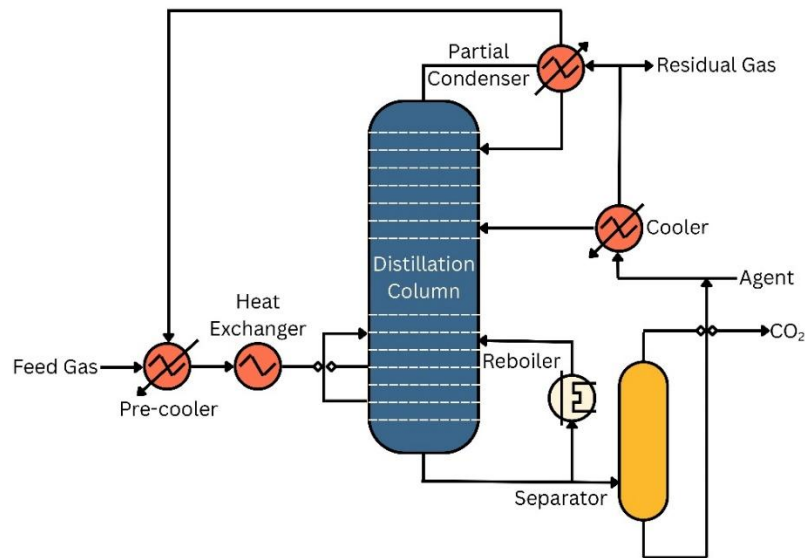 Partial
Condenser
Residual Gas
Cooler
Distillation
Column
Agent
Heat
Exchanger
CO₂
Feed Gas
Reboiler
Pre-cooler
Separator